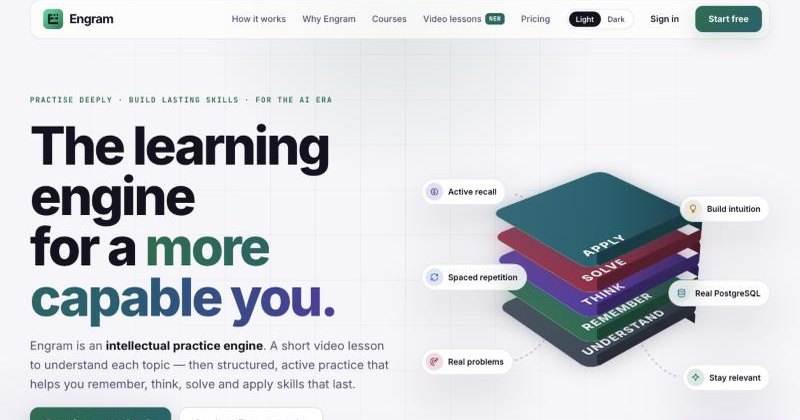 Engram
How it works
Why Engram
Courses
Video lessons NEW
Pricing
Light
Dark
Sign in
Start free
PRACTISE DEEPLY · BUILD LASTING SKILLS · FOR THE AI ERA
The learning
engine
for a more
capable you.
Engram is an intellectual practice engine. A short video lesson
to understand each topic — then structured, active practice that
helps you remember, think, solve and apply skills that last.
Active recall
Build intuition
Spaced repetition
Real PostgreSQL
Real problems
Stay relevant
APPLY
SOLVE
THINK
REMEMBER
UNDERSTAND